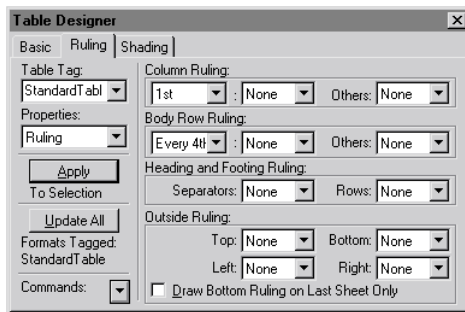 Table Designer
Basic Ruling Shading
Table Tag:
StandardTabl
Properties:
Ruling
Apply
To Selection
Update All
Formats Tagged:
StandardTable
Commands:
Column Ruling:
1st : None Others: None
Body Row Ruling:
Every 4th : None Others: None
Heading and Footing Ruling:
Separators: None Rows: None
Outside Ruling:
Top: None Bottom: None
Left: None Right: None
Draw Bottom Ruling on Last Sheet Only